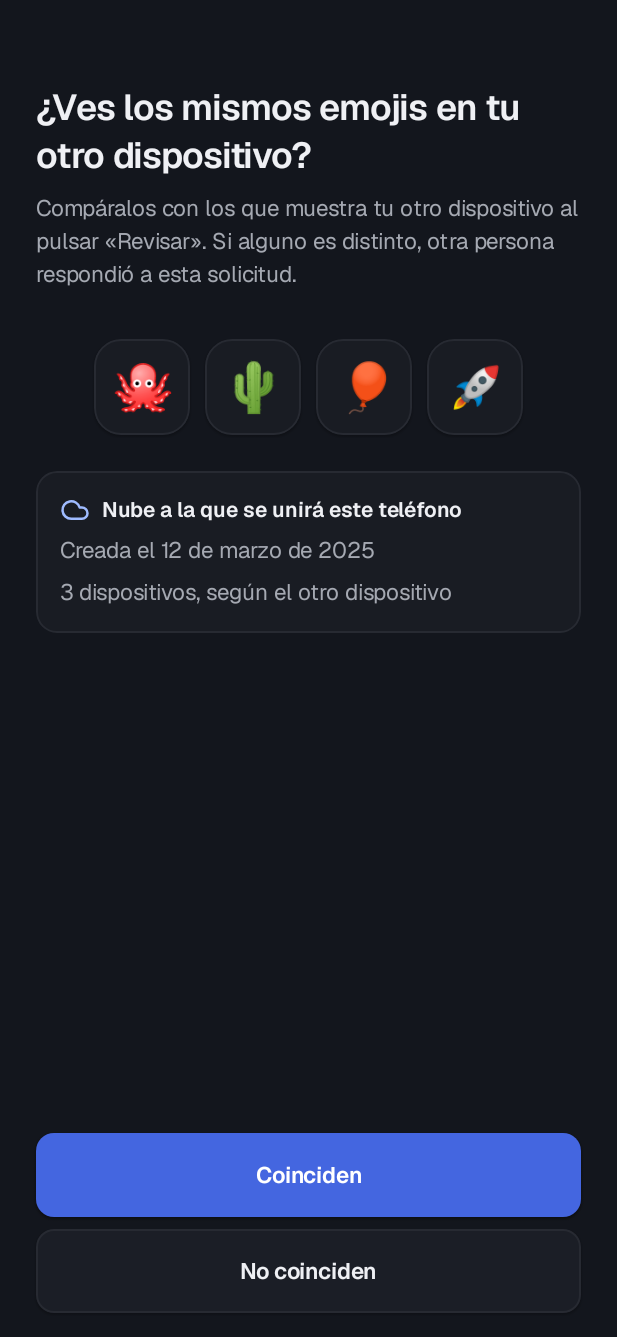 ¿Ves los mismos emojis en tu
otro dispositivo?
Compáralos con los que muestra tu otro dispositivo al
pulsar «Revisar». Si alguno es distinto, otra persona
respondió a esta solicitud.
Nube a la que se unirá este teléfono
Creada el 12 de marzo de 2025
3 dispositivos, según el otro dispositivo
Coinciden
No coinciden